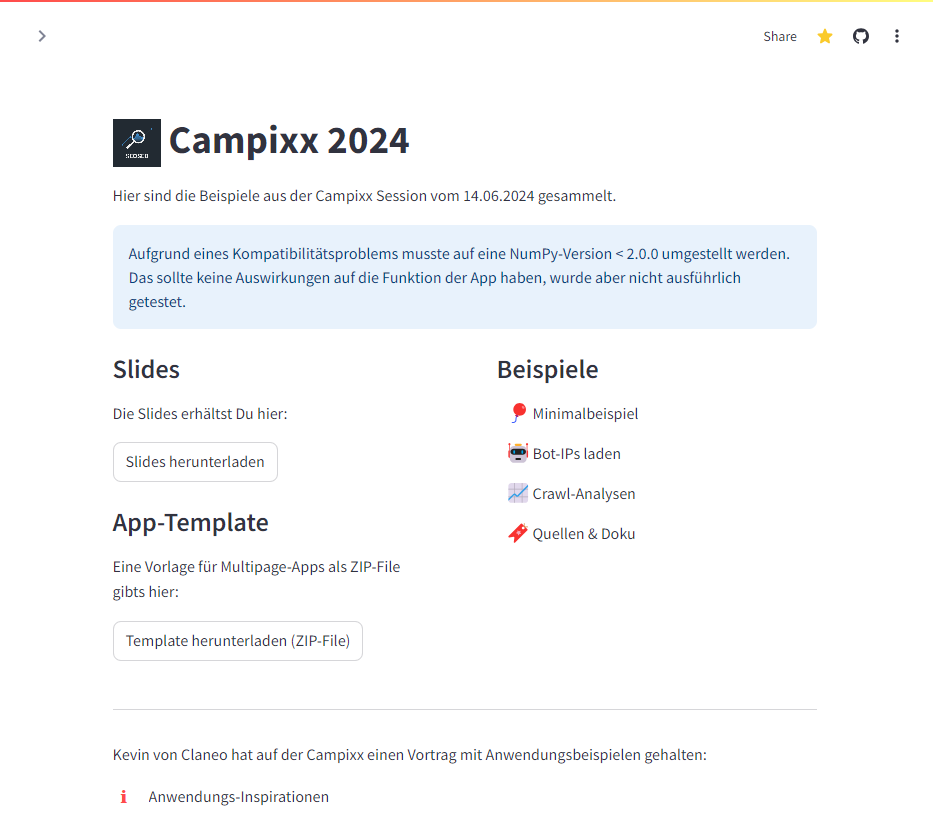 Share
SEOSEO
Campixx 2024
Hier sind die Beispiele aus der Campixx Session vom 14.06.2024 gesammelt.
Aufgrund eines Kompatibilitätsproblems musste auf eine NumPy-Version < 2.0.0 umgestellt werden.
Das sollte keine Auswirkungen auf die Funktion der App haben, wurde aber nicht ausführlich
getestet.
Slides
Die Slides erhältst Du hier:
Slides herunterladen
App-Template
Eine Vorlage für Multipage-Apps als ZIP-File
gibts hier:
Template herunterladen (ZIP-File)
Beispiele
Minimalbeispiel
Bot-IPs laden
Crawl-Analysen
Quellen & Doku
Kevin von Claneo hat auf der Campixx einen Vortrag mit Anwendungsbeispielen gehalten:
Anwendungs-Inspirationen